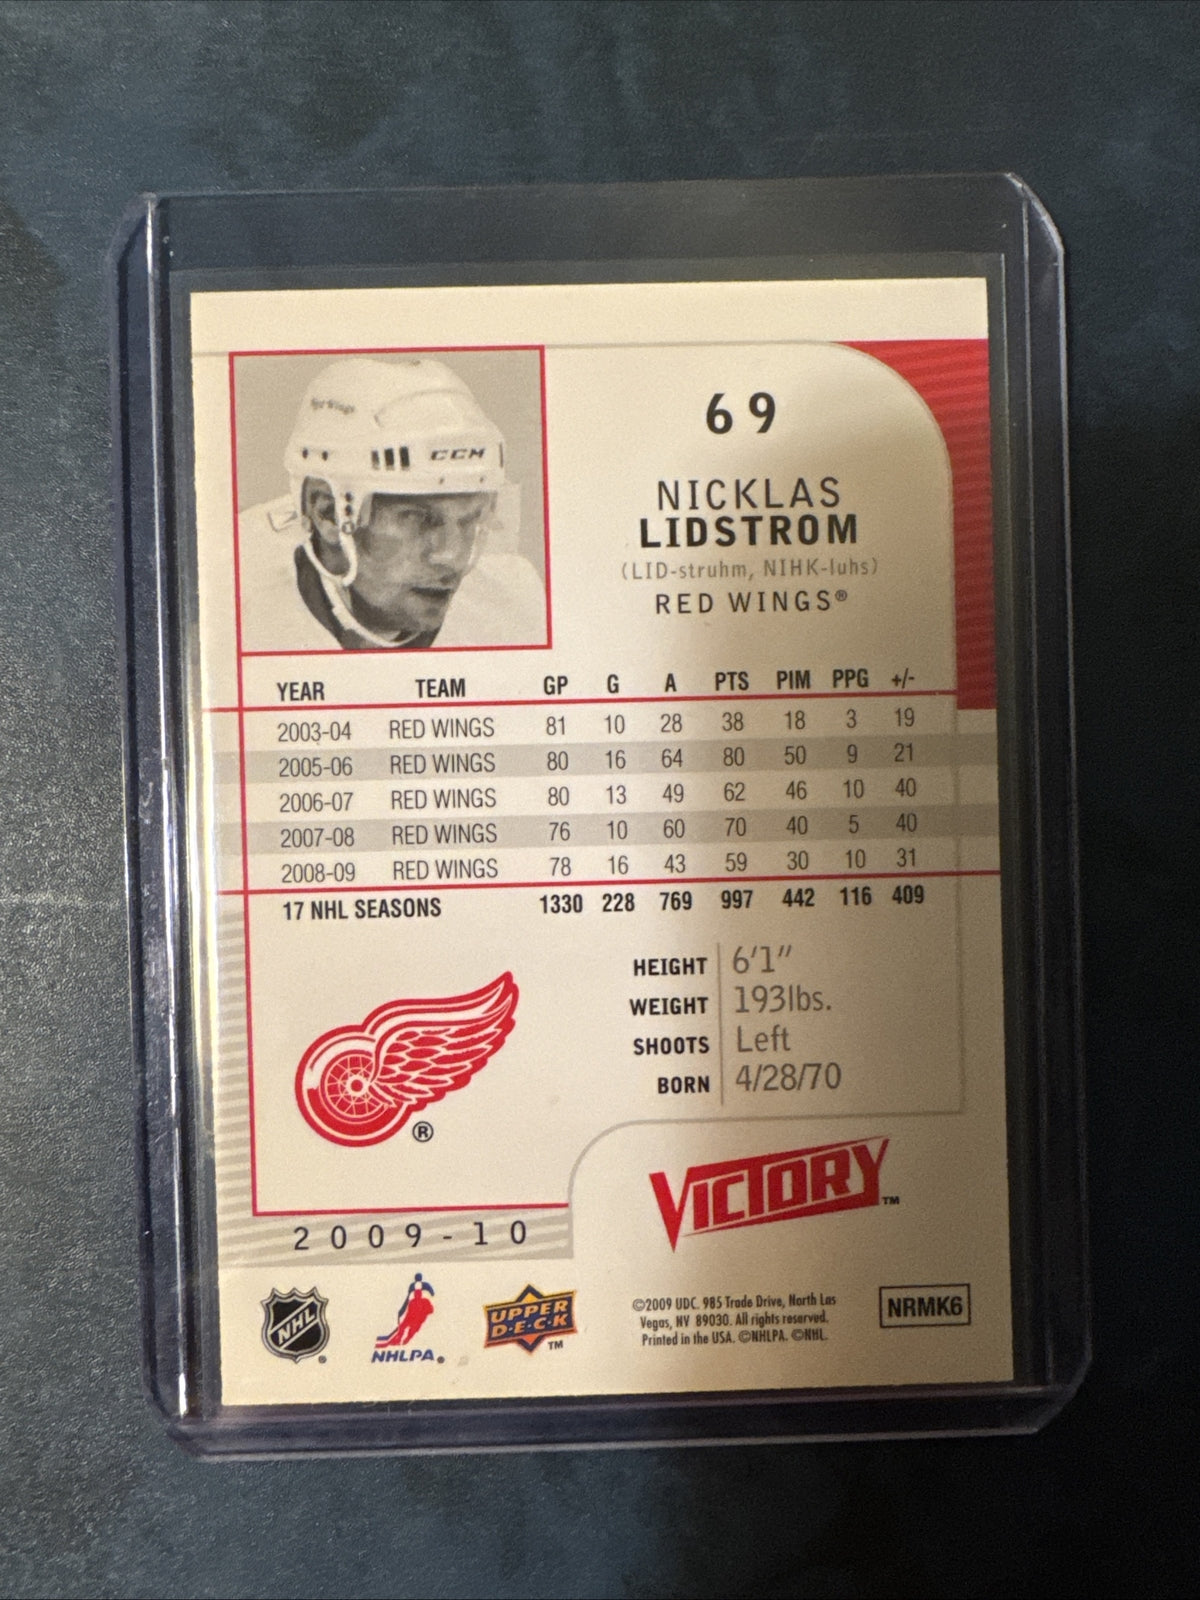 Red Wings
CCM
69
NICKLAS
LIDSTROM
(LID-struhm, NIHK-luhs)
RED WINGS®
YEAR TEAM GP G A PTS PIM PPG +/-
2003-04 RED WINGS 81 10 28 38 18 3 19
2005-06 RED WINGS 80 16 64 80 50 9 21
2006-07 RED WINGS 80 13 49 62 46 10 40
2007-08 RED WINGS 76 10 60 70 40 5 40
2008-09 RED WINGS 78 16 43 59 30 10 31
17 NHL SEASONS 1330 228 769 997 442 116 409
HEIGHT 6'1"
WEIGHT 193lbs.
SHOOTS Left
BORN 4/28/70
®
VICTORY™
2009-10
NHL®
NHLPA®
UPPER
D·E·C·K™
©2009 UDC. 985 Trade Drive, North Las
Vegas, NV 89030. All rights reserved.
Printed in the USA. ©NHLPA. ©NHL.
NRMK6